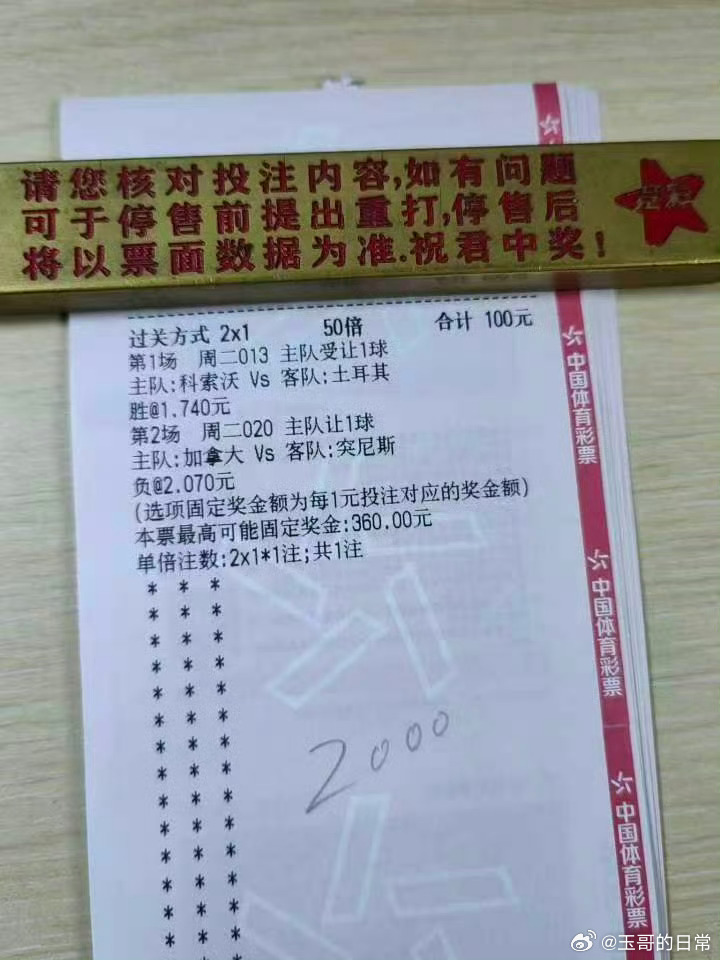 请您核对投注内容,如有问题
可于停售前提出重打,停售后
将以票面数据为准.祝君中奖!
竞彩
过关方式 2x1 50倍 合计 100元
第1场 周二013 主队受让1球
主队:科索沃 Vs 客队:土耳其
胜@1.740元
第2场 周二020 主队让1球
主队:加拿大 Vs 客队:突尼斯
负@2.070元
(选项固定奖金额为每1元投注对应的奖金额)
本票最高可能固定奖金:360.00元
单倍注数:2x1*1注;共1注
* * *
* * *
* * *
* * *
* * *
* * *
* * *
* * *
* * *
* * *
* * *
* * *
* * *
* * *
2000
中国体育彩票
中国体育彩票
中国体育彩票
@玉哥的日常